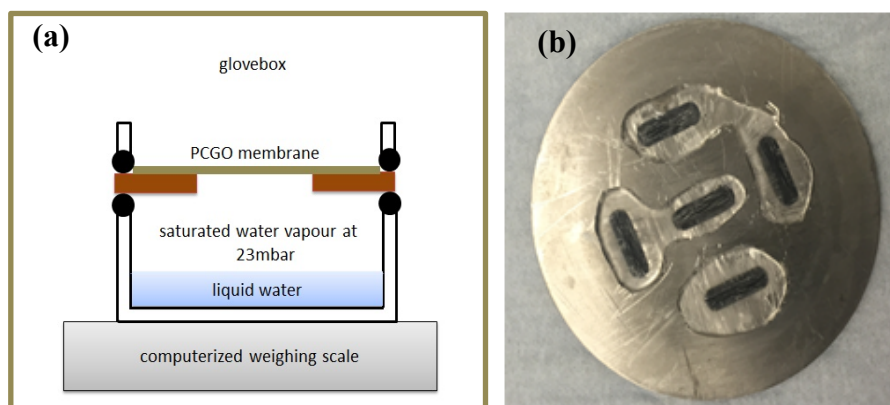 (a)
glovebox
PCGO membrane
saturated water vapour at
23mbar
liquid water
computerized weighing scale
(b)